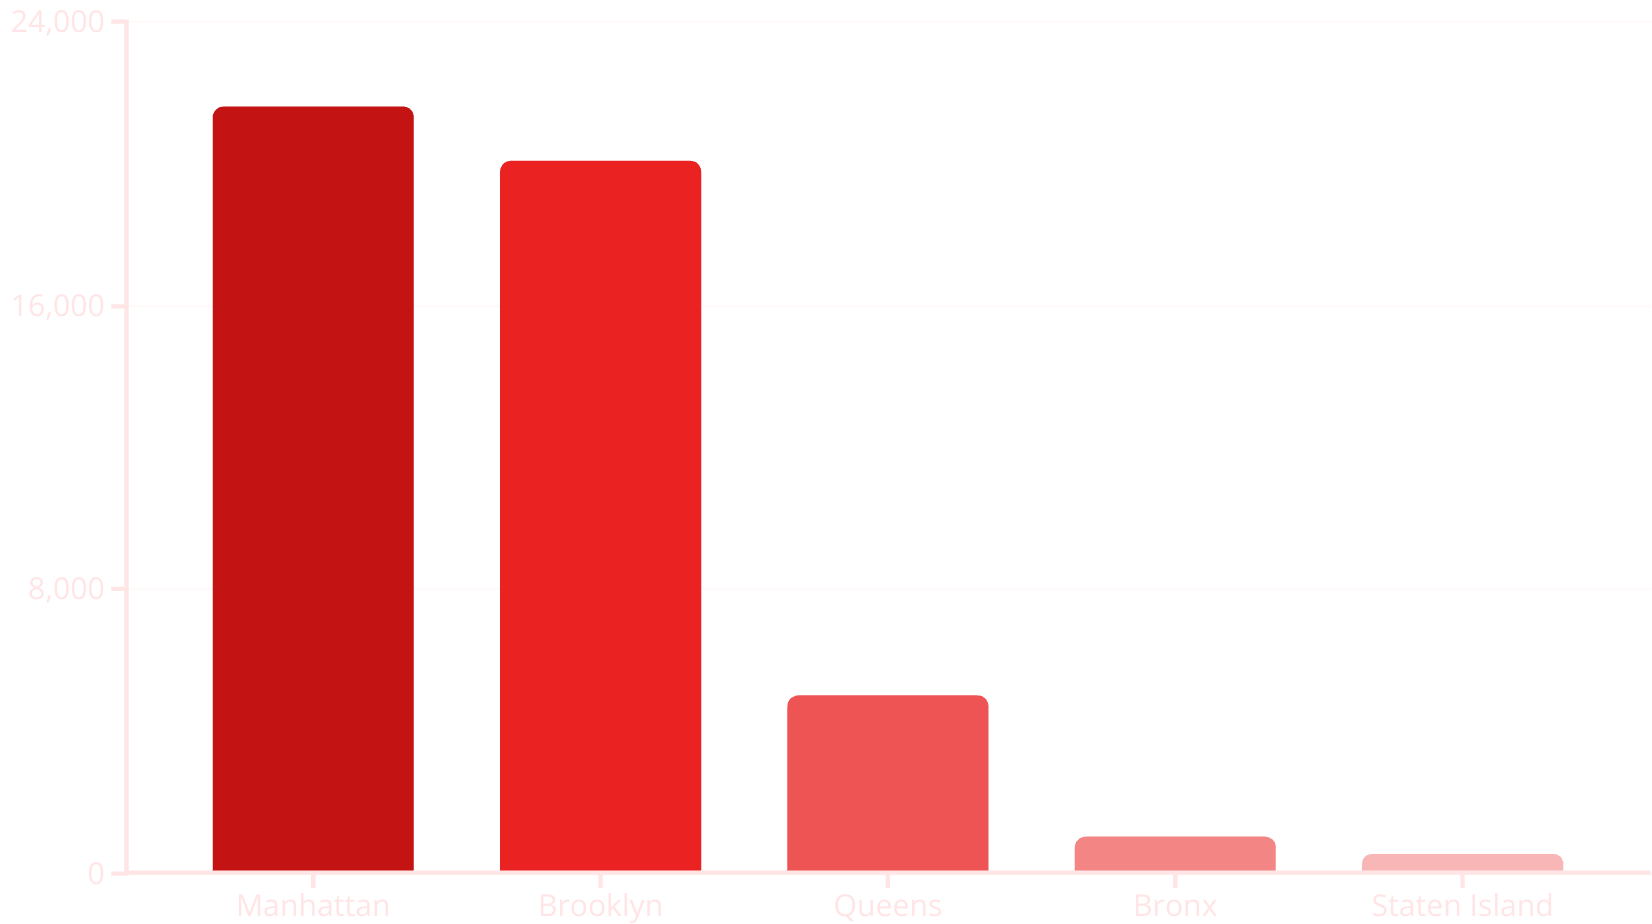 24,000
16,000
8,000
0
Manhattan Brooklyn Queens Bronx Staten Island